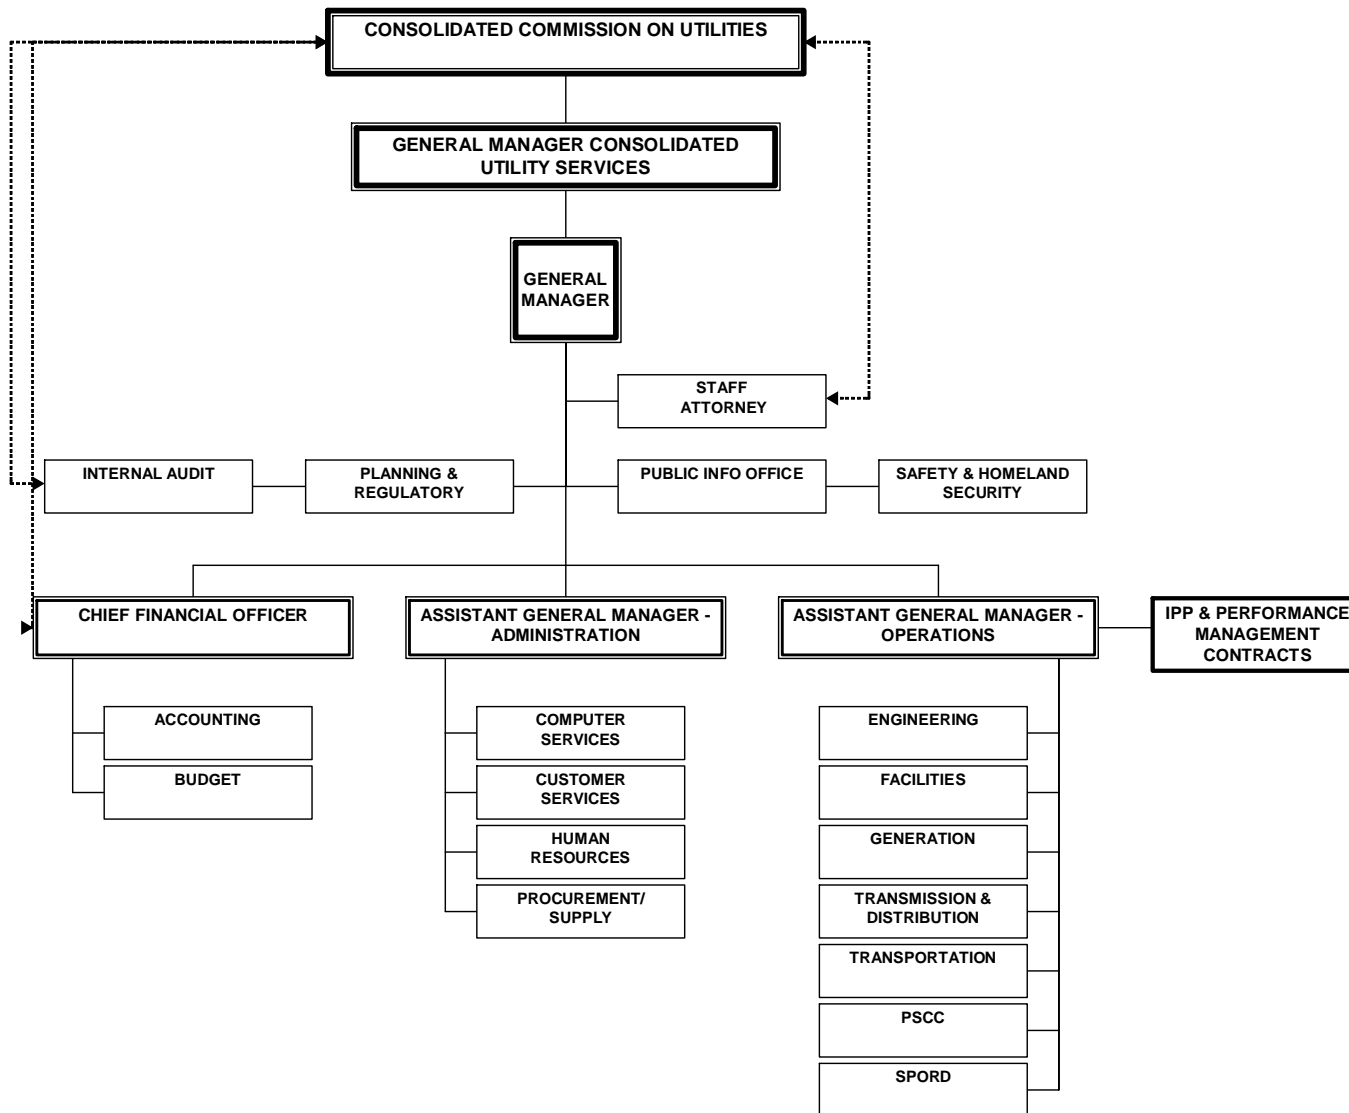 CONSOLIDATED COMMISSION ON UTILITIES
GENERAL MANAGER CONSOLIDATED
UTILITY SERVICES
GENERAL
MANAGER
STAFF
ATTORNEY
INTERNAL AUDIT
PLANNING &
REGULATORY
PUBLIC INFO OFFICE
SAFETY & HOMELAND
SECURITY
CHIEF FINANCIAL OFFICER
ASSISTANT GENERAL MANAGER -
ADMINISTRATION
ASSISTANT GENERAL MANAGER -
OPERATIONS
IPP & PERFORMANCE
MANAGEMENT
CONTRACTS
ACCOUNTING
BUDGET
COMPUTER
SERVICES
CUSTOMER
SERVICES
HUMAN
RESOURCES
PROCUREMENT/
SUPPLY
ENGINEERING
FACILITIES
GENERATION
TRANSMISSION &
DISTRIBUTION
TRANSPORTATION
PSCC
SPORD